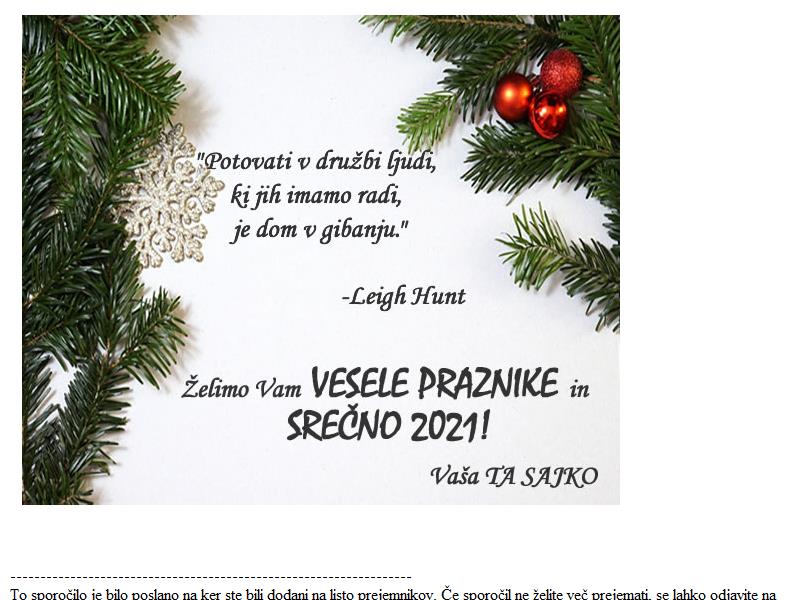 "Potovati v družbi ljudi,
ki jih imamo radi,
je dom v gibanju."
-Leigh Hunt
Želimo Vam VESELE PRAZNIKE in
SREČNO 2021!
Vaša TA SAJKO
--------------------------------------------------------------------
To sporočilo je bilo poslano na ker ste bili dodani na listo prejemnikov. Če sporočil ne želite več prejemati, se lahko odjavite na